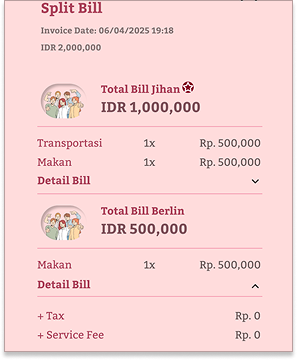 Split Bill
Invoice Date: 06/04/2025 19:18
IDR 2,000,000
Total Bill Jihan
IDR 1,000,000
Transportasi 1x Rp. 500,000
Makan 1x Rp. 500,000
Detail Bill
Total Bill Berlin
IDR 500,000
Makan 1x Rp. 500,000
Detail Bill
+ Tax Rp. 0
+ Service Fee Rp. 0